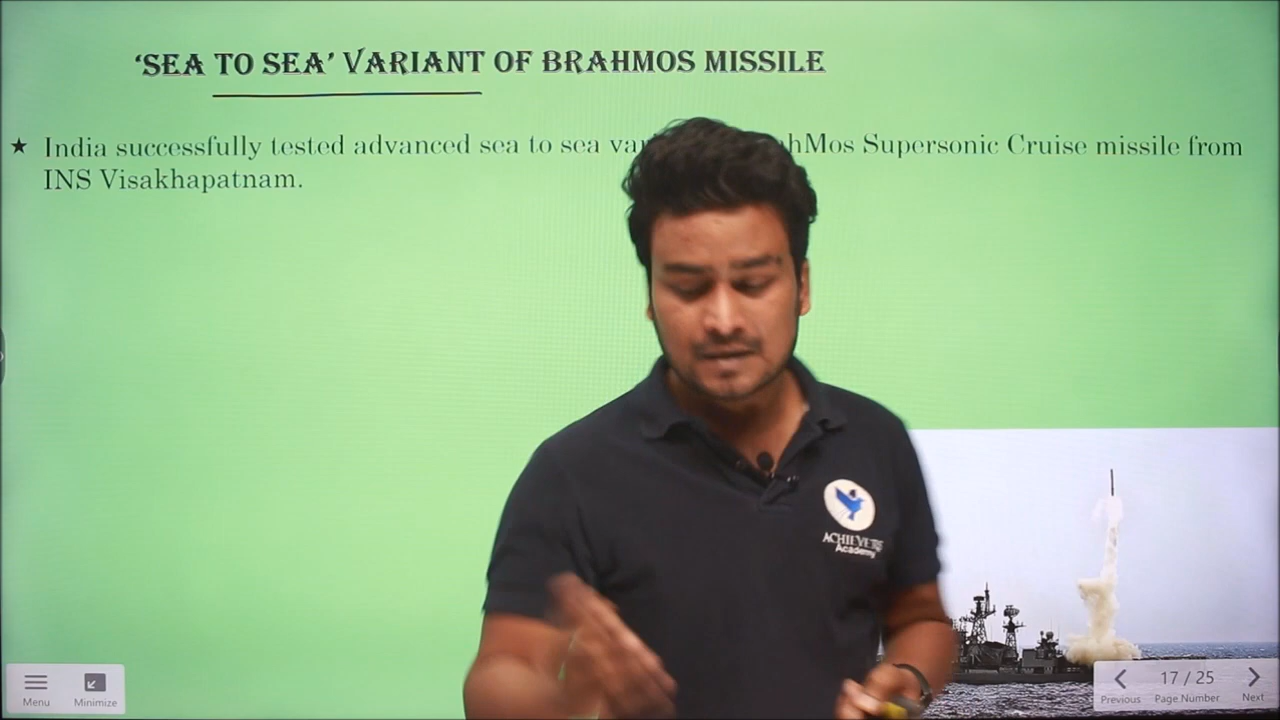 ‘SEA TO SEA’ VARIANT OF BRAHMOS MISSILE
★ India successfully tested advanced sea to sea hMos Supersonic Cruise missile from
INS Visakhapatnam.
ACHIEVERS
Academy
17 / 25
Menu
Minimize
Previous
Page Number
Next